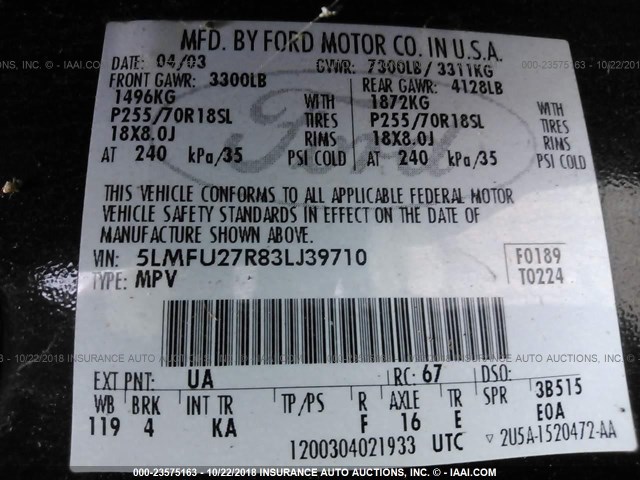 MFD. BY FORD MOTOR CO. IN U.S.A.
DATE: 04/03 GVWR: 7300LB/ 3311KG
FRONT GAWR: 3300LB REAR GAWR: 4128LB
1496KG WITH 1872KG WITH
P255/70R18SL TIRES P255/70R18SL TIRES
18X8.0J RIMS 18X8.0J RIMS
AT 240 kPa/35 PSI COLD AT 240 kPa/35 PSI COLD
Ford
THIS VEHICLE CONFORMS TO ALL APPLICABLE FEDERAL MOTOR
VEHICLE SAFETY STANDARDS IN EFFECT ON THE DATE OF
MANUFACTURE SHOWN ABOVE.
VIN: 5LMFU27R83LJ39710 F0189
TYPE: MPV T0224
EXT PNT: UA RC: 67 DSO:
WB BRK INT TR TP/PS R AXLE TR SPR 3B515
119 4 KA F 16 E E0A
1200304021933 UTC ▽ 2U5A-1520472-AA
000-23575163 - 10/22/2018 INSURANCE AUTO AUCTIONS, INC. - © - IAAI.COM